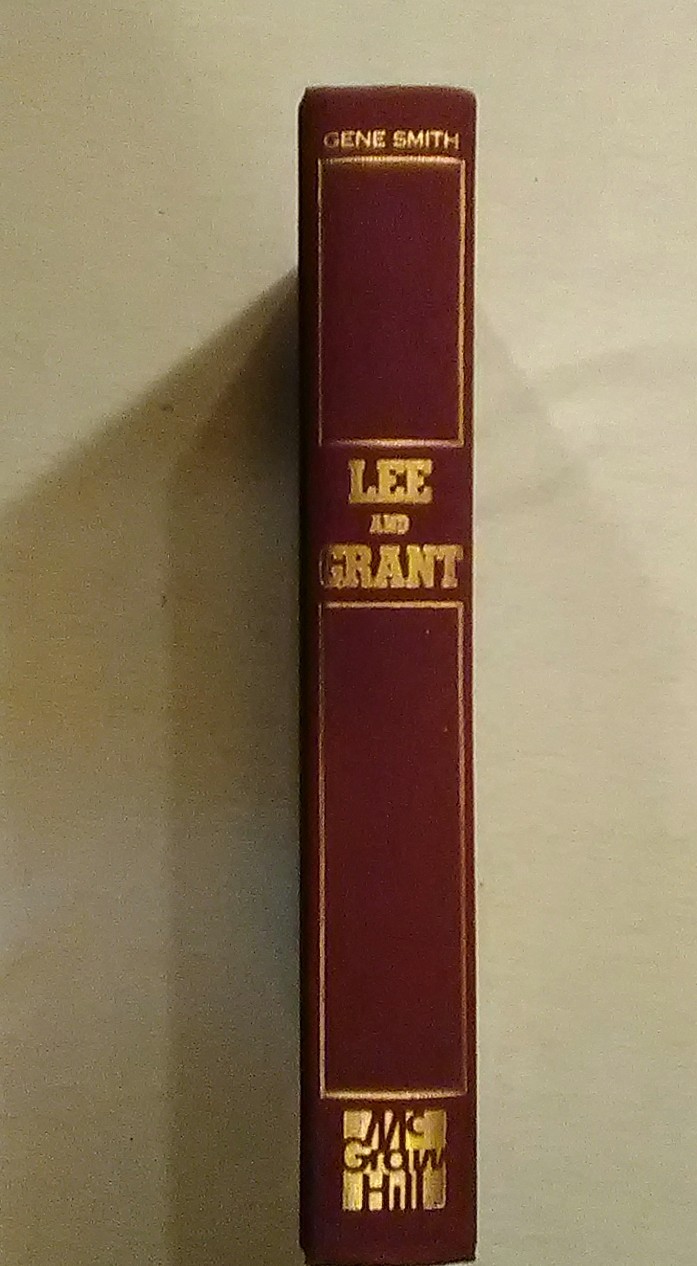 GENE SMITH
LEE
AND
GRANT
Mc
Graw
Hill